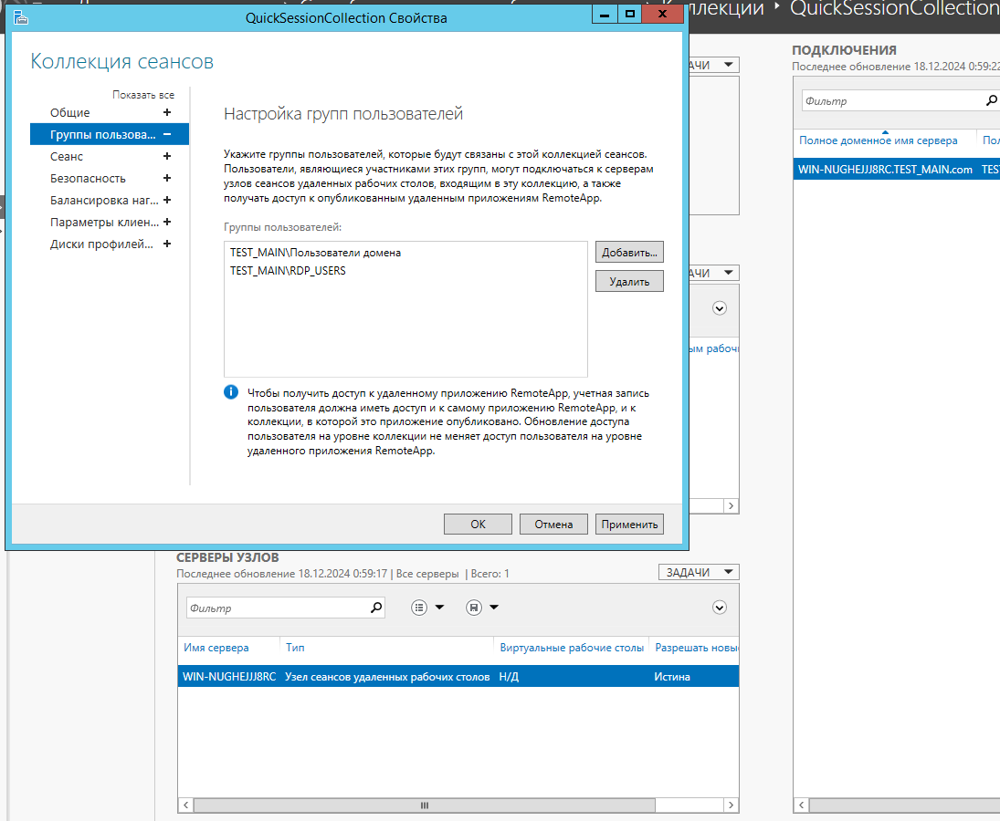 QuickSessionCollection Свойства
Коллекции
QuickSessionCollection
Коллекция сеансов
Показать все
Общие +
Группы пользова... −
Сеанс +
Безопасность +
Балансировка наг... +
Параметры клиен... +
Диски профилей... +
Настройка групп пользователей
Укажите группы пользователей, которые будут связаны с этой коллекцией сеансов.
Пользователи, являющиеся участниками этих групп, могут подключаться к серверам
узлов сеансов удаленных рабочих столов, входящим в эту коллекцию, а также
получать доступ к опубликованным удаленным приложениям RemoteApp.
Группы пользователей:
TEST_MAIN\Пользователи домена
TEST_MAIN\RDP_USERS
Добавить...
Удалить
Чтобы получить доступ к удаленному приложению RemoteApp, учетная запись
пользователя должна иметь доступ и к самому приложению RemoteApp, и к
коллекции, в которой это приложение опубликовано. Обновление доступа
пользователя на уровне коллекции не меняет доступ пользователя на уровне
удаленного приложения RemoteApp.
OK
Отмена
Применить
АЧИ
АЧИ
ым рабоч
ПОДКЛЮЧЕНИЯ
Последнее обновление 18.12.2024 0:59:22
Фильтр
Полное доменное имя сервера
Пол
WIN-NUGHEJJJ8RC.TEST_MAIN.com TES
СЕРВЕРЫ УЗЛОВ
Последнее обновление 18.12.2024 0:59:17 | Все серверы | Всего: 1
ЗАДАЧИ
Фильтр
Имя сервера Тип Виртуальные рабочие столы Разрешать новые
WIN-NUGHEJJJ8RC Узел сеансов удаленных рабочих столов Н/Д Истина